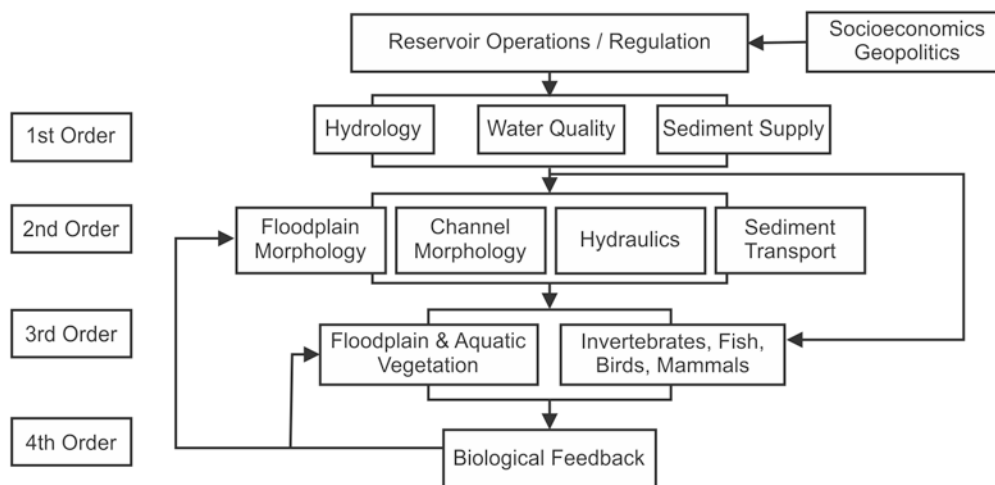 Reservoir Operations / Regulation
Socioeconomics
Geopolitics
1st Order
Hydrology
Water Quality
Sediment Supply
2nd Order
Floodplain
Morphology
Channel
Morphology
Hydraulics
Sediment
Transport
3rd Order
Floodplain & Aquatic
Vegetation
Invertebrates, Fish,
Birds, Mammals
4th Order
Biological Feedback